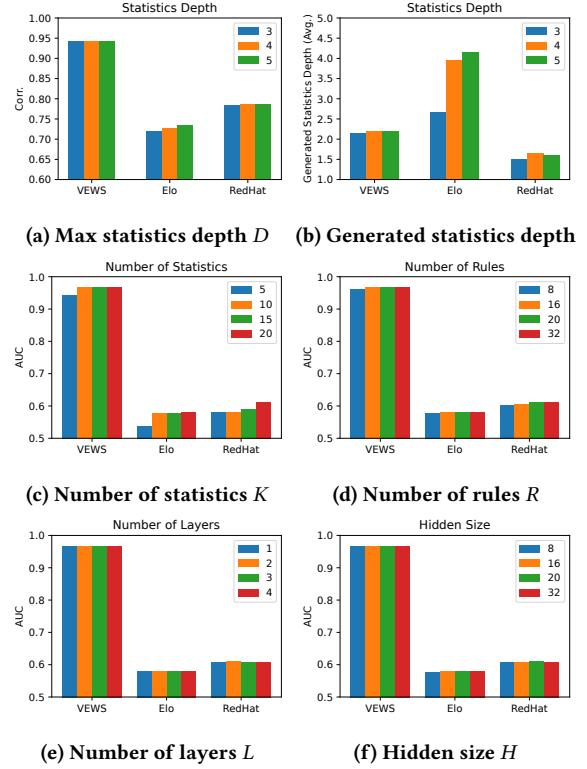 Statistics Depth
Corr.
1.00
0.95
0.90
0.85
0.80
0.75
0.70
0.65
0.60
3
4
5
VEWS
Elo
RedHat
(a) Max statistics depth D
Statistics Depth
Generated Statistics Depth (Avg,)
5.0
4.5
4.0
3.5
3.0
2.5
2.0
1.5
1.0
3
4
5
VEWS
Elo
RedHat
(b) Generated statistics depth
Number of Statistics
AUC
1.0
0.9
0.8
0.7
0.6
0.5
5
10
15
20
VEWS
Elo
RedHat
(c) Number of statistics K
Number of Rules
AUC
1.0
0.9
0.8
0.7
0.6
0.5
8
16
20
32
VEWS
Elo
RedHat
(d) Number of rules R
Number of Layers
AUC
1.0
0.9
0.8
0.7
0.6
0.5
1
2
3
4
VEWS
Elo
RedHat
(e) Number of layers L
Hidden Size
AUC
1.0
0.9
0.8
0.7
0.6
0.5
8
16
20
32
VEWS
Elo
RedHat
(f) Hidden size H